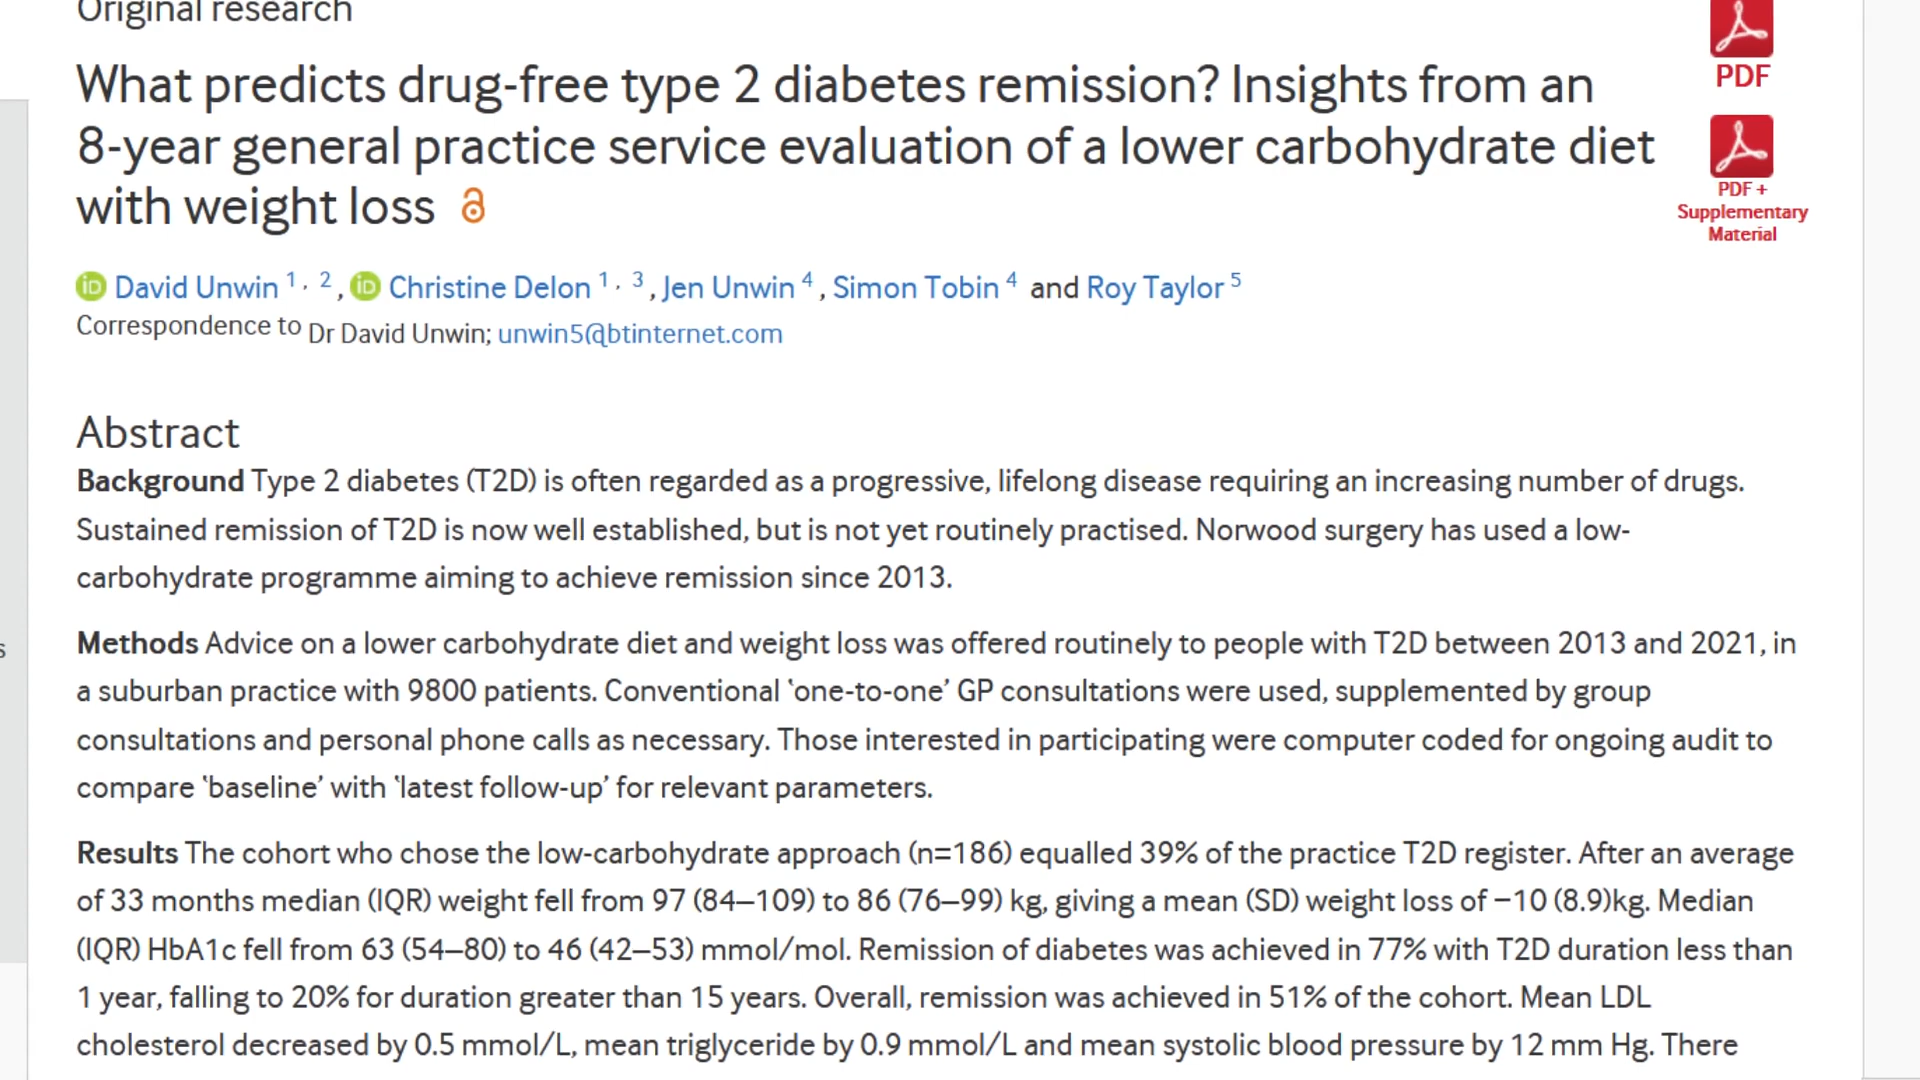 Original research
What predicts drug-free type 2 diabetes remission? Insights from an
8-year general practice service evaluation of a lower carbohydrate diet
with weight loss
PDF
PDF +
Supplementary
Material
iD David Unwin 1, 2, iD Christine Delon 1, 3, Jen Unwin 4, Simon Tobin 4 and Roy Taylor 5
Correspondence to Dr David Unwin; unwin5@btinternet.com
Abstract
Background Type 2 diabetes (T2D) is often regarded as a progressive, lifelong disease requiring an increasing number of drugs.
Sustained remission of T2D is now well established, but is not yet routinely practised. Norwood surgery has used a low-
carbohydrate programme aiming to achieve remission since 2013.
s
Methods Advice on a lower carbohydrate diet and weight loss was offered routinely to people with T2D between 2013 and 2021, in
a suburban practice with 9800 patients. Conventional ‘one-to-one’ GP consultations were used, supplemented by group
consultations and personal phone calls as necessary. Those interested in participating were computer coded for ongoing audit to
compare ‘baseline’ with ‘latest follow-up’ for relevant parameters.
Results The cohort who chose the low-carbohydrate approach (n=186) equalled 39% of the practice T2D register. After an average
of 33 months median (IQR) weight fell from 97 (84–109) to 86 (76–99) kg, giving a mean (SD) weight loss of −10 (8.9)kg. Median
(IQR) HbA1c fell from 63 (54–80) to 46 (42–53) mmol/mol. Remission of diabetes was achieved in 77% with T2D duration less than
1 year, falling to 20% for duration greater than 15 years. Overall, remission was achieved in 51% of the cohort. Mean LDL
cholesterol decreased by 0.5 mmol/L, mean triglyceride by 0.9 mmol/L and mean systolic blood pressure by 12 mm Hg. There